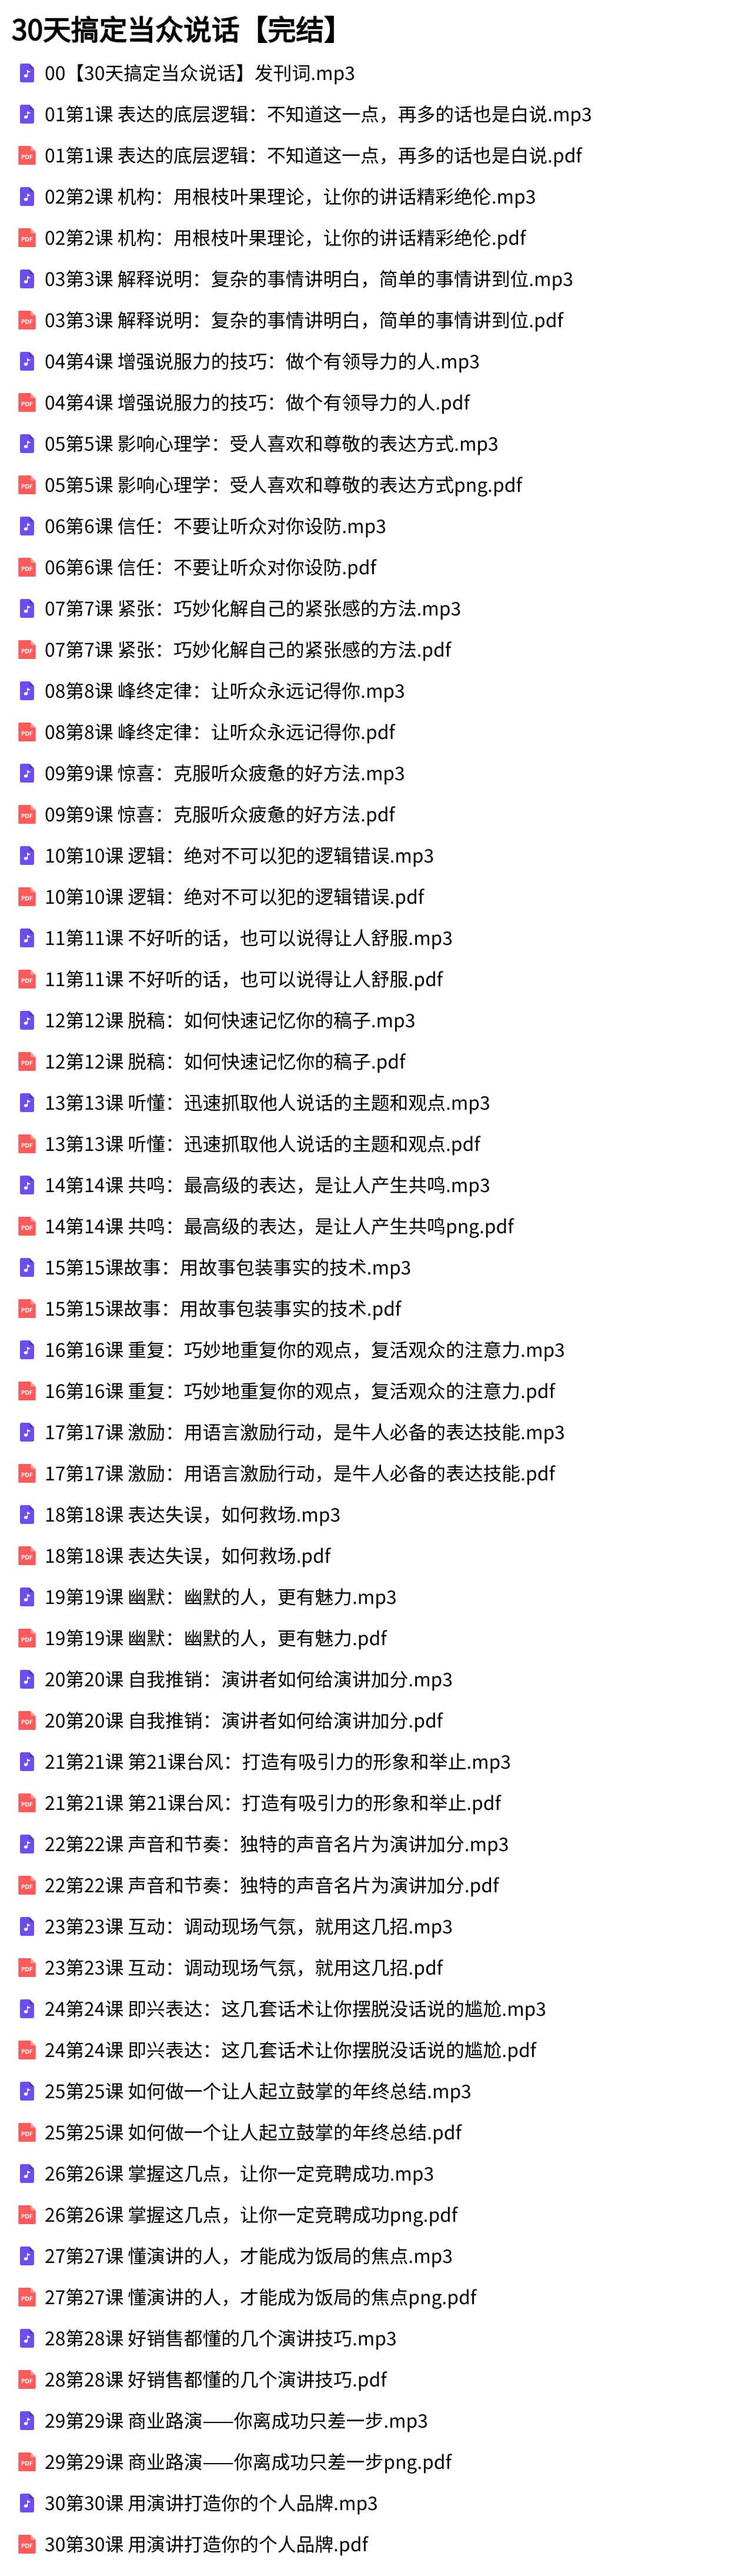 30天搞定当众说话【完结】
00【30天搞定当众说话】发刊词.mp3
01第1课 表达的底层逻辑：不知道这一点，再多的话也是白说.mp3
01第1课 表达的底层逻辑：不知道这一点，再多的话也是白说.pdf
02第2课 机构：用根枝叶果理论，让你的讲话精彩绝伦.mp3
02第2课 机构：用根枝叶果理论，让你的讲话精彩绝伦.pdf
03第3课 解释说明：复杂的事情讲明白，简单的事情讲到位.mp3
03第3课 解释说明：复杂的事情讲明白，简单的事情讲到位.pdf
04第4课 增强说服力的技巧：做个有领导力的人.mp3
04第4课 增强说服力的技巧：做个有领导力的人.pdf
05第5课 影响心理学：受人喜欢和尊敬的表达方式.mp3
05第5课 影响心理学：受人喜欢和尊敬的表达方式png.pdf
06第6课 信任：不要让听众对你设防.mp3
06第6课 信任：不要让听众对你设防.pdf
07第7课 紧张：巧妙化解自己的紧张感的方法.mp3
07第7课 紧张：巧妙化解自己的紧张感的方法.pdf
08第8课 峰终定律：让听众永远记得你.mp3
08第8课 峰终定律：让听众永远记得你.pdf
09第9课 惊喜：克服听众疲惫的好方法.mp3
09第9课 惊喜：克服听众疲惫的好方法.pdf
10第10课 逻辑：绝对不可以犯的逻辑错误.mp3
10第10课 逻辑：绝对不可以犯的逻辑错误.pdf
11第11课 不好听的话，也可以说得让人舒服.mp3
11第11课 不好听的话，也可以说得让人舒服.pdf
12第12课 脱稿：如何快速记忆你的稿子.mp3
12第12课 脱稿：如何快速记忆你的稿子.pdf
13第13课 听懂：迅速抓取他人说话的主题和观点.mp3
13第13课 听懂：迅速抓取他人说话的主题和观点.pdf
14第14课 共鸣：最高级的表达，是让人产生共鸣.mp3
14第14课 共鸣：最高级的表达，是让人产生共鸣png.pdf
15第15课故事：用故事包装事实的技术.mp3
15第15课故事：用故事包装事实的技术.pdf
16第16课 重复：巧妙地重复你的观点，复活观众的注意力.mp3
16第16课 重复：巧妙地重复你的观点，复活观众的注意力.pdf
17第17课 激励：用语言激励行动，是牛人必备的表达技能.mp3
17第17课 激励：用语言激励行动，是牛人必备的表达技能.pdf
18第18课 表达失误，如何救场.mp3
18第18课 表达失误，如何救场.pdf
19第19课 幽默：幽默的人，更有魅力.mp3
19第19课 幽默：幽默的人，更有魅力.pdf
20第20课 自我推销：演讲者如何给演讲加分.mp3
20第20课 自我推销：演讲者如何给演讲加分.pdf
21第21课 第21课台风：打造有吸引力的形象和举止.mp3
21第21课 第21课台风：打造有吸引力的形象和举止.pdf
22第22课 声音和节奏：独特的声音名片为演讲加分.mp3
22第22课 声音和节奏：独特的声音名片为演讲加分.pdf
23第23课 互动：调动现场气氛，就用这几招.mp3
23第23课 互动：调动现场气氛，就用这几招.pdf
24第24课 即兴表达：这几套话术让你摆脱没话说的尴尬.mp3
24第24课 即兴表达：这几套话术让你摆脱没话说的尴尬.pdf
25第25课 如何做一个让人起立鼓掌的年终总结.mp3
25第25课 如何做一个让人起立鼓掌的年终总结.pdf
26第26课 掌握这几点，让你一定竞聘成功.mp3
26第26课 掌握这几点，让你一定竞聘成功png.pdf
27第27课 懂演讲的人，才能成为饭局的焦点.mp3
27第27课 懂演讲的人，才能成为饭局的焦点png.pdf
28第28课 好销售都懂的几个演讲技巧.mp3
28第28课 好销售都懂的几个演讲技巧.pdf
29第29课 商业路演——你离成功只差一步.mp3
29第29课 商业路演——你离成功只差一步png.pdf
30第30课 用演讲打造你的个人品牌.mp3
30第30课 用演讲打造你的个人品牌.pdf